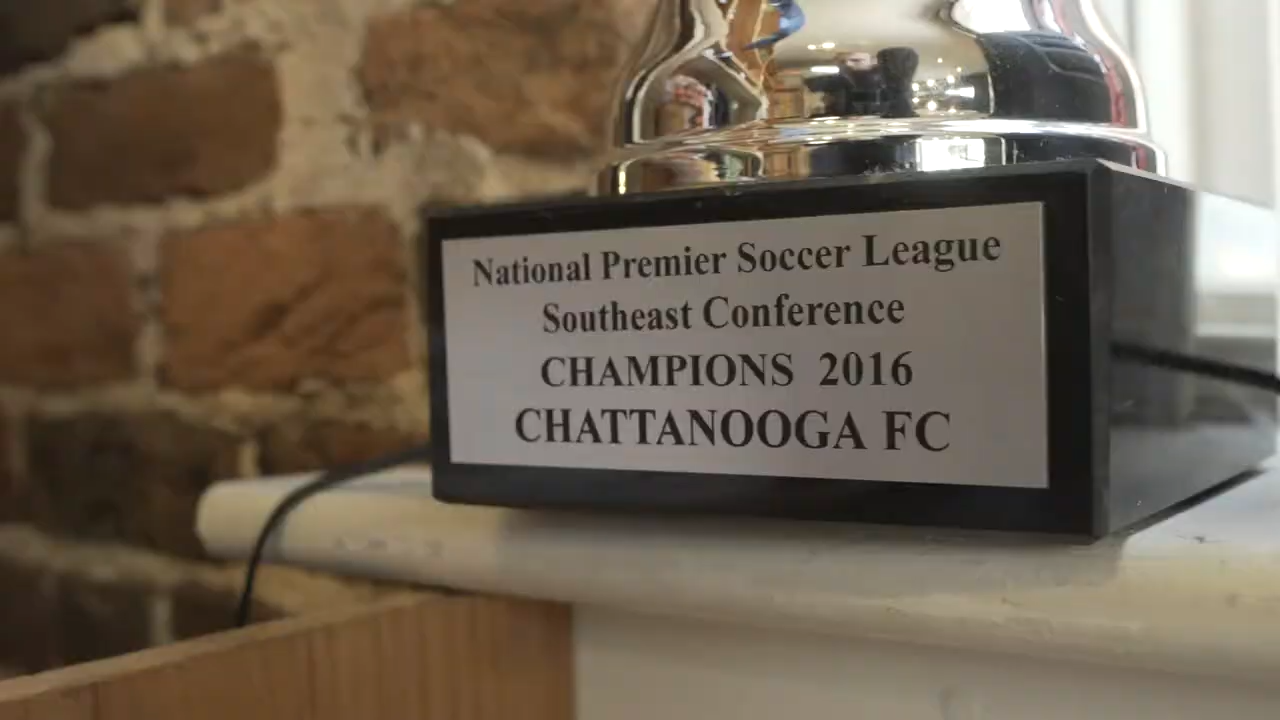 National Premier Soccer League
Southeast Conference
CHAMPIONS 2016
CHATTANOOGA FC